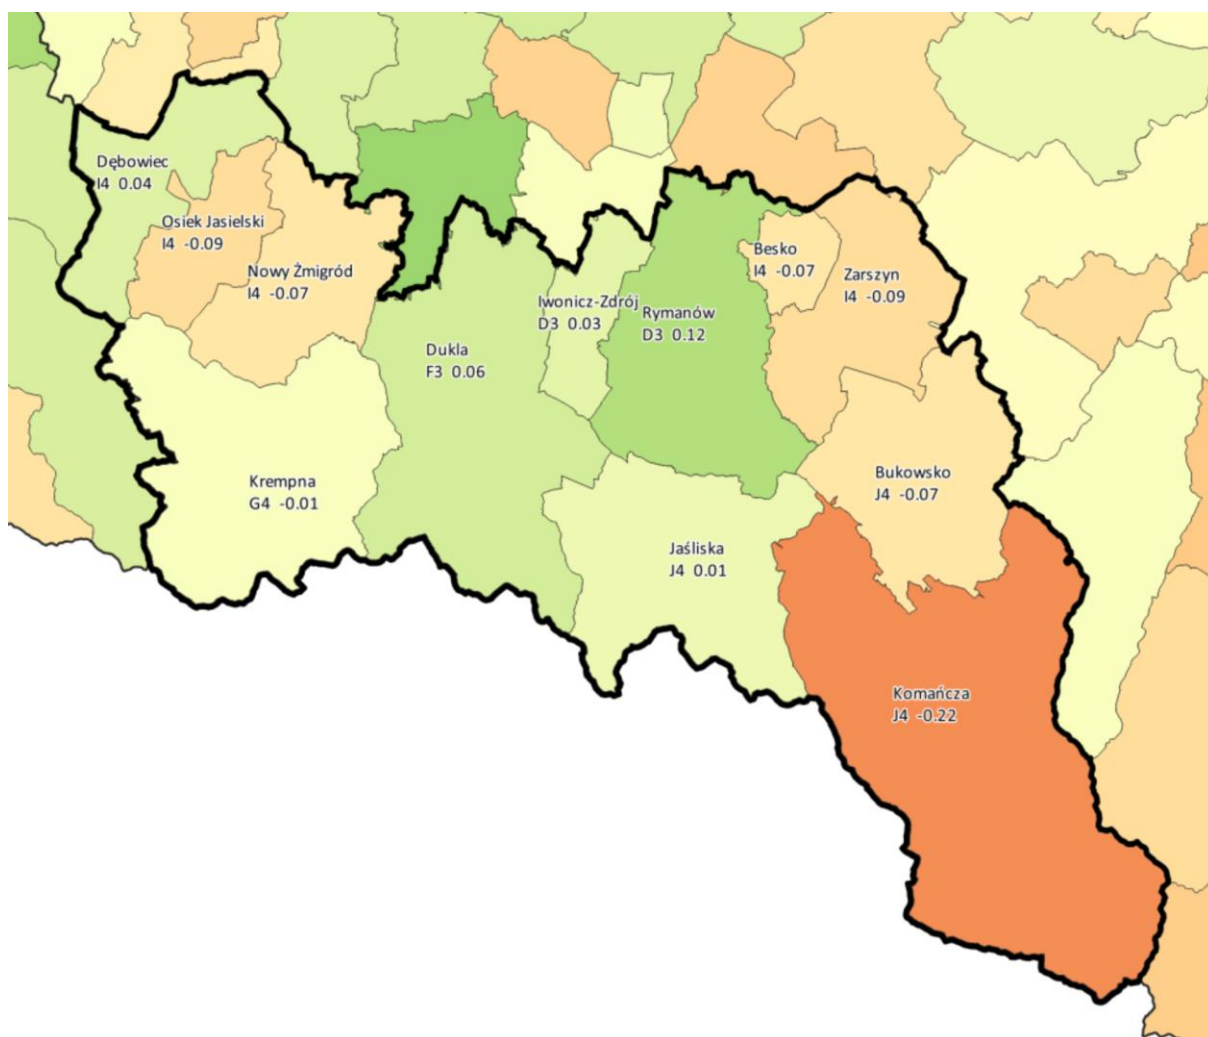 Dębowiec
I4 0.04
Osiek Jasielski
I4 -0.09
Nowy Żmigród
I4 -0.07
Besko
I4 -0.07
Zarszyn
I4 -0.09
Iwonicz-Zdrój
D3 0.03
Rymanów
D3 0.12
Dukla
F3 0.06
Krempna
G4 -0.01
Bukowsko
J4 -0.07
Jaśliska
J4 0.01
Komańcza
J4 -0.22